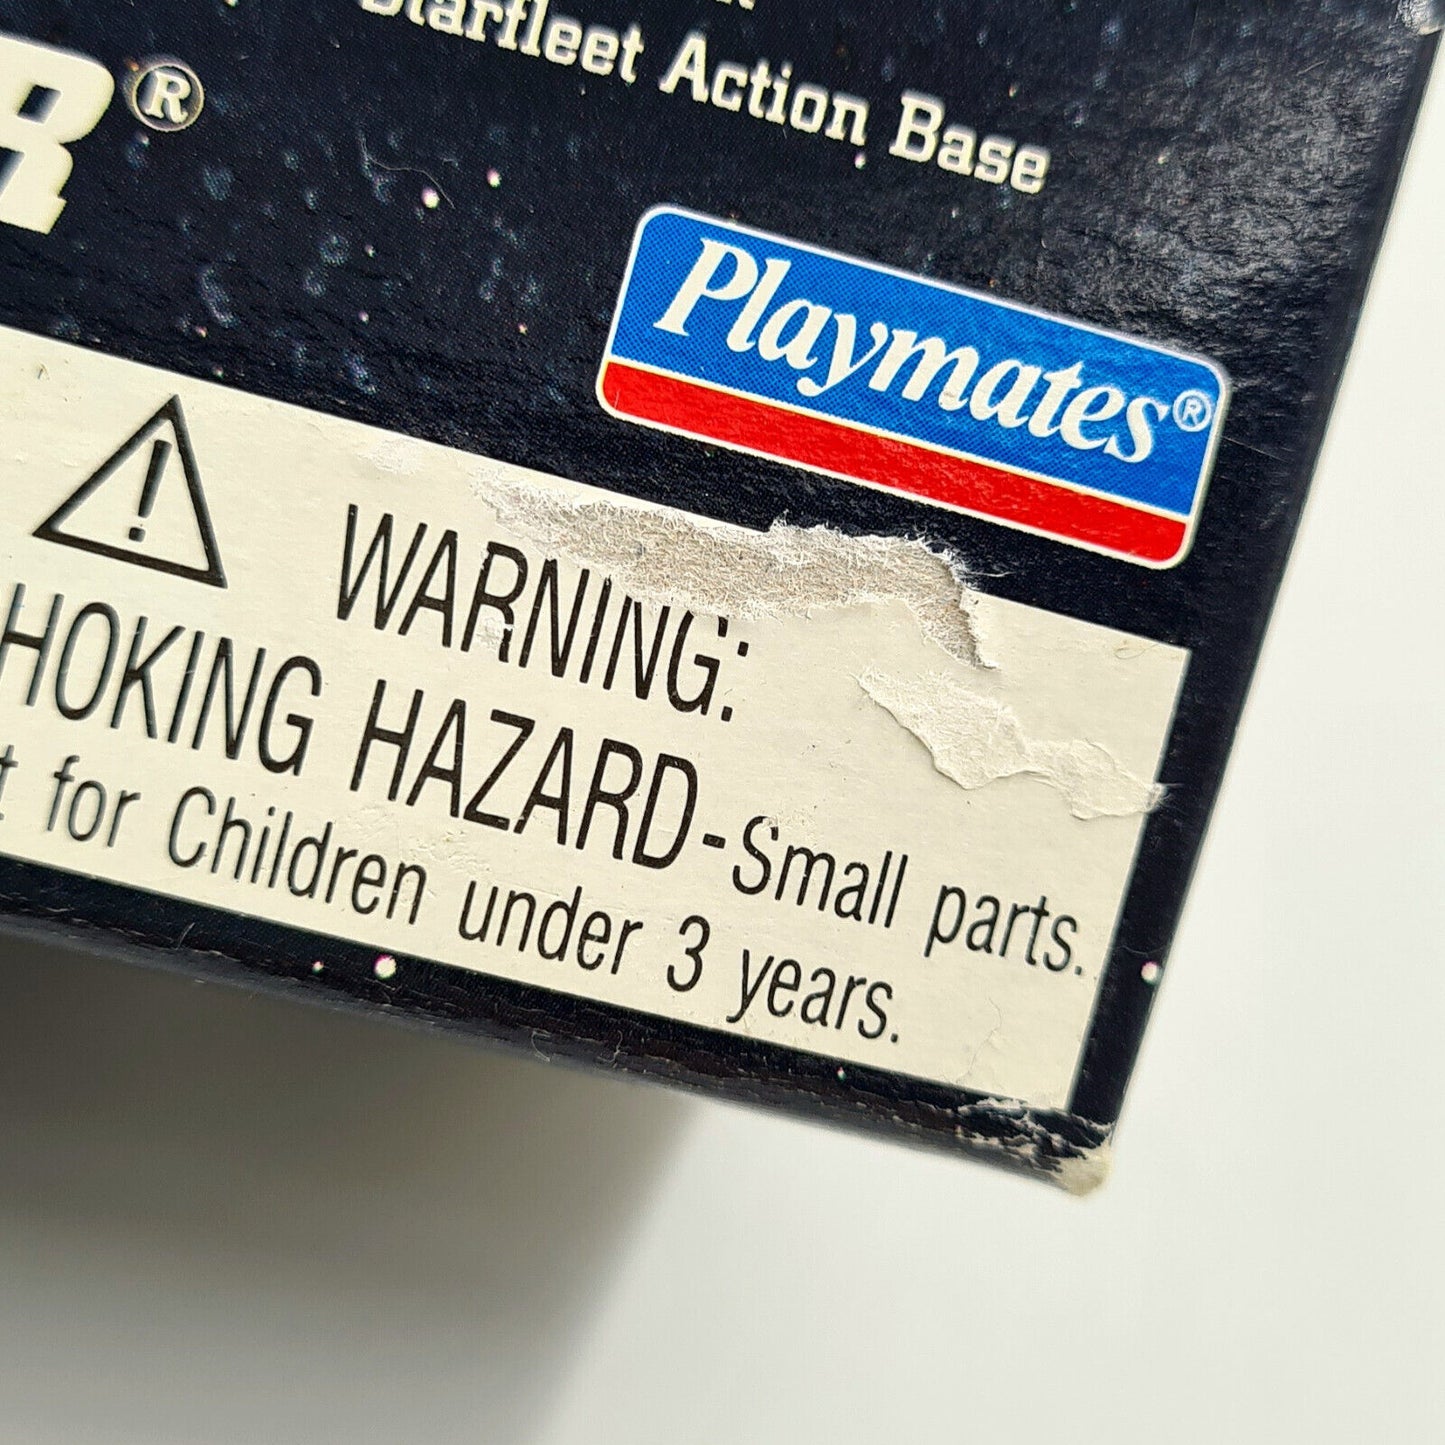 Starfleet Action Base
R®
Playmates®
WARNING:
HOKING HAZARD-Small parts.
t for Children under 3 years.